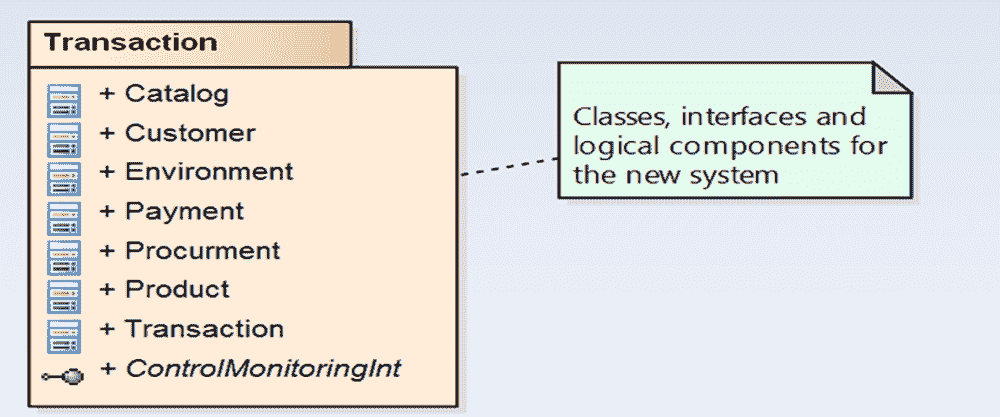 Transaction
+ Catalog
+ Customer
+ Environment
+ Payment
+ Procurment
+ Product
+ Transaction
+ ControlMonitoringInt
Classes, interfaces and
logical components for
the new system